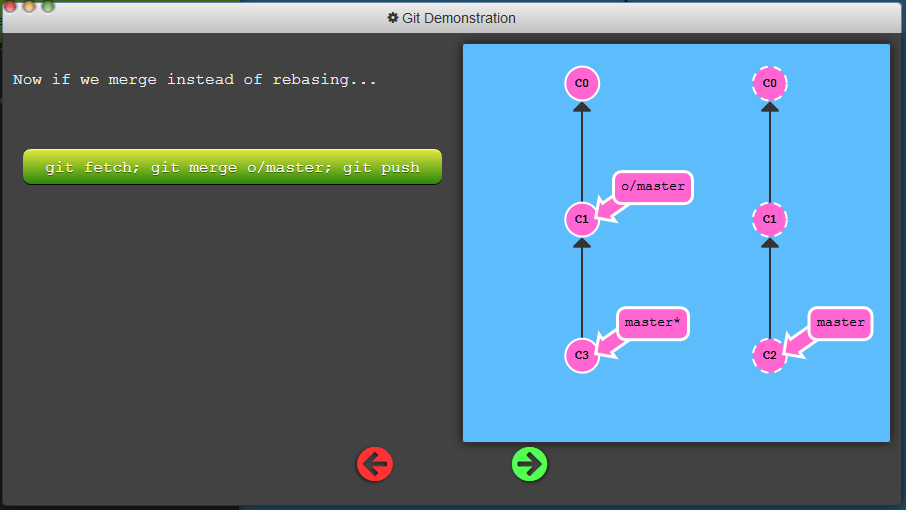 Git Demonstration
Now if we merge instead of rebasing...
git fetch; git merge o/master; git push
C0
C0
o/master
C1
C1
master*
master
C3
C2